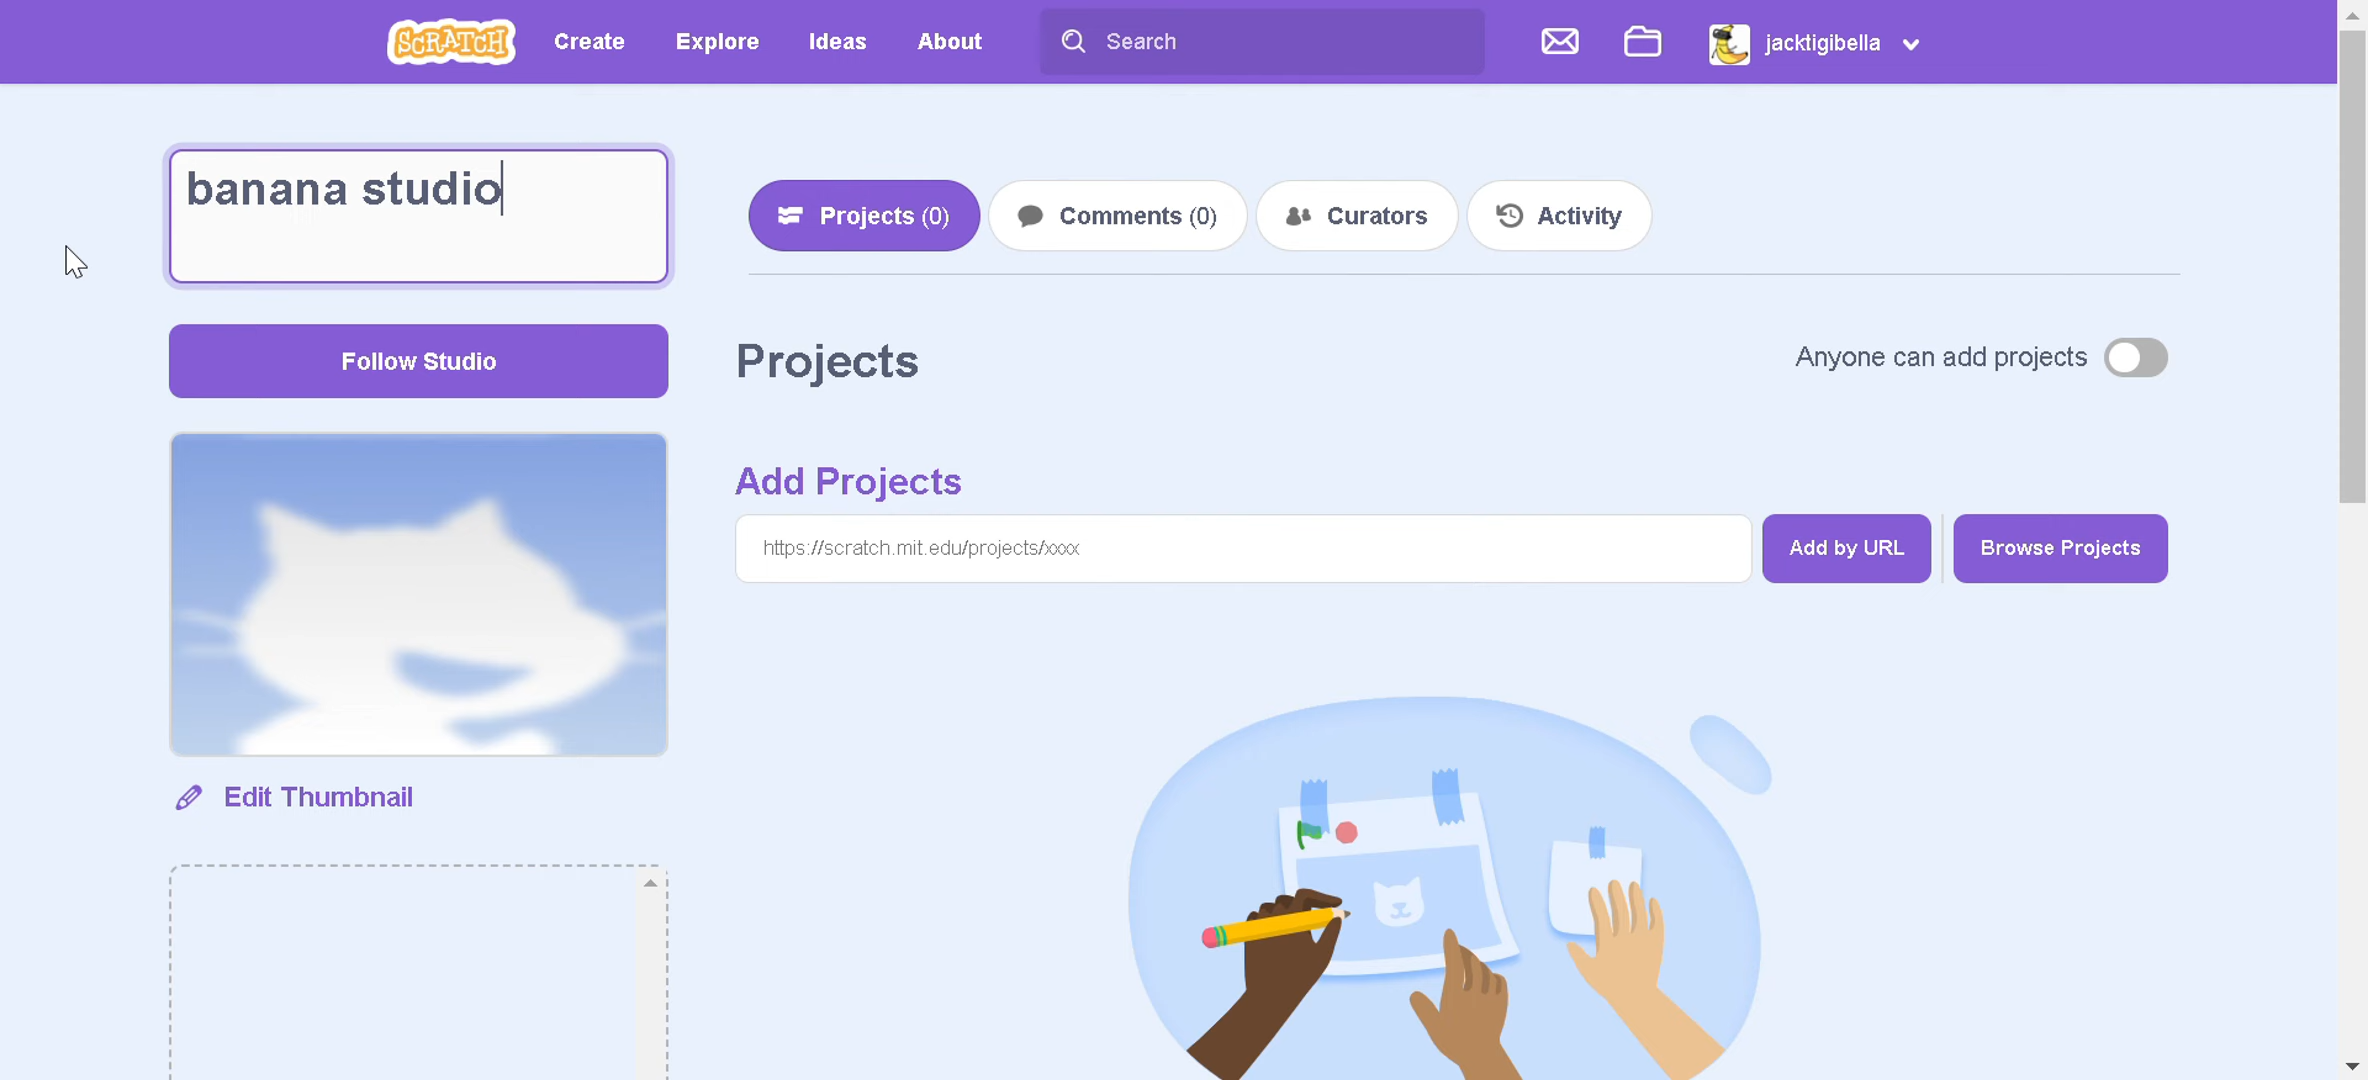 SCRATCH Create Explore Ideas About Search jacktigibella
banana studio
Projects (0) Comments (0) Curators Activity
Follow Studio
Projects
Anyone can add projects
Add Projects
https://scratch.mit.edu/projects/xxxx
Add by URL
Browse Projects
Edit Thumbnail